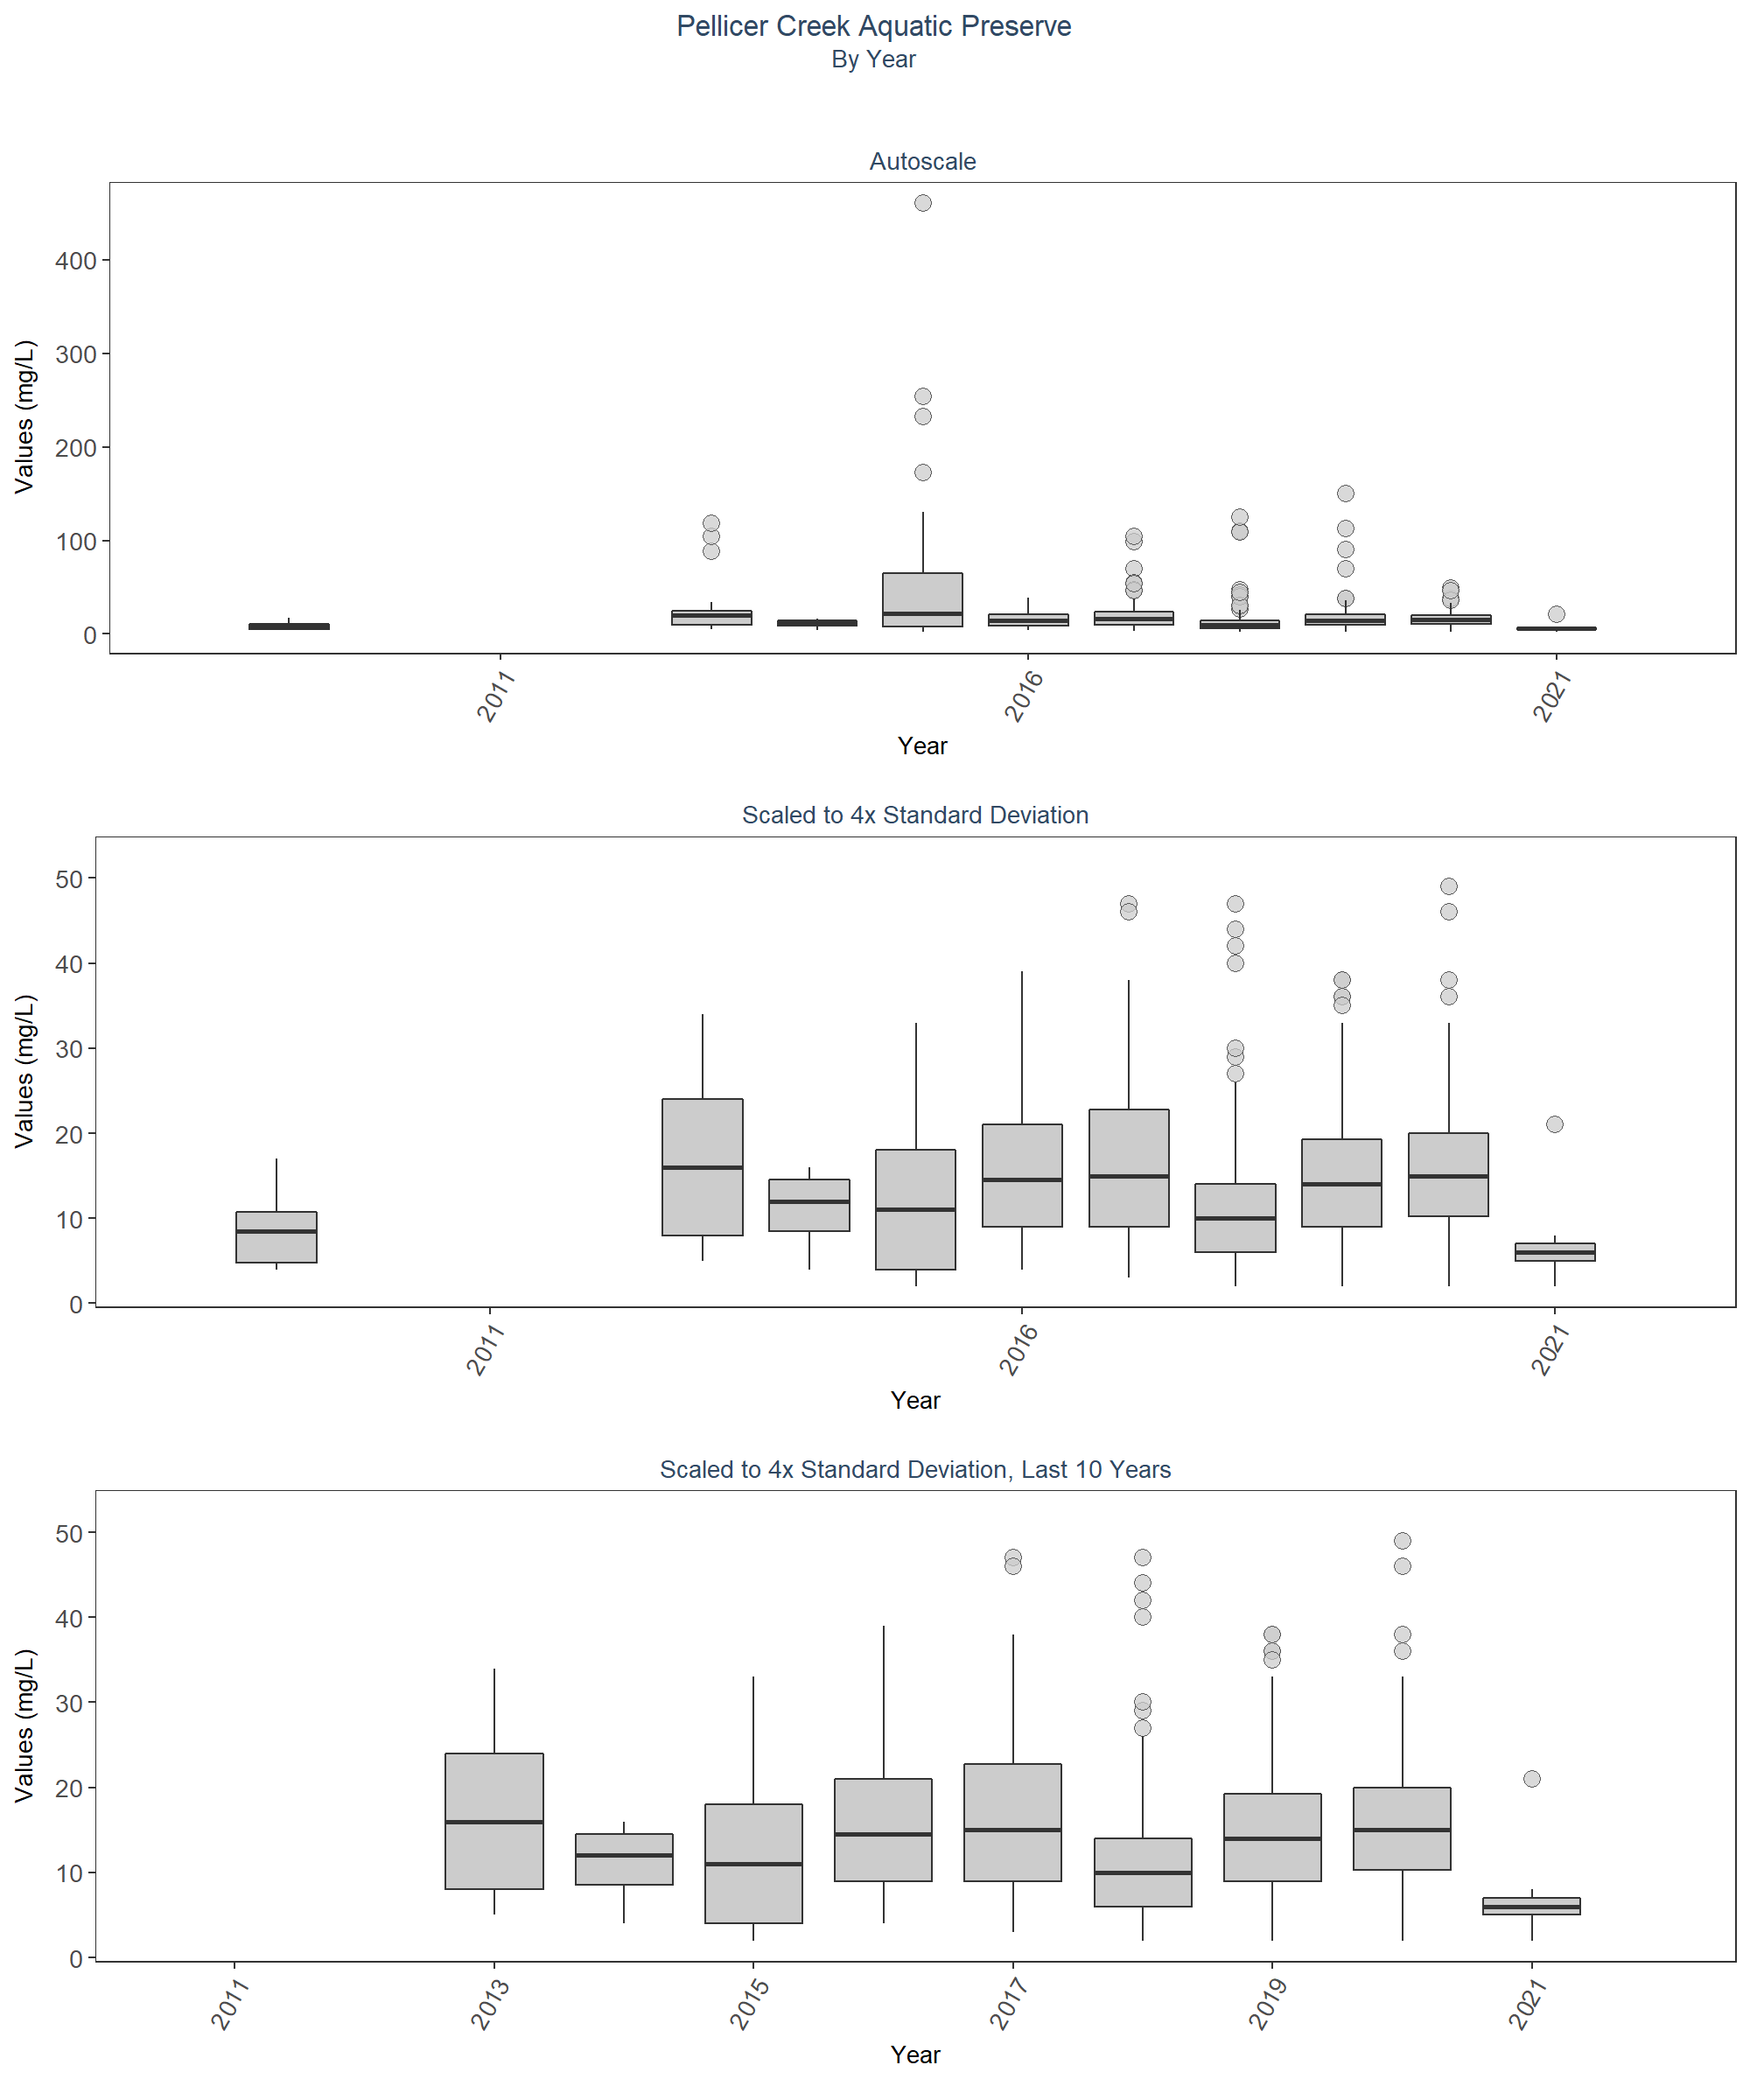 Pellicer Creek Aquatic Preserve
By Year
Autoscale
Values (mg/L)
400
300
200
100
0
2011
2016
2021
Year
Scaled to 4x Standard Deviation
Values (mg/L)
50
40
30
20
10
0
2011
2016
2021
Year
Scaled to 4x Standard Deviation, Last 10 Years
Values (mg/L)
50
40
30
20
10
0
2011
2013
2015
2017
2019
2021
Year